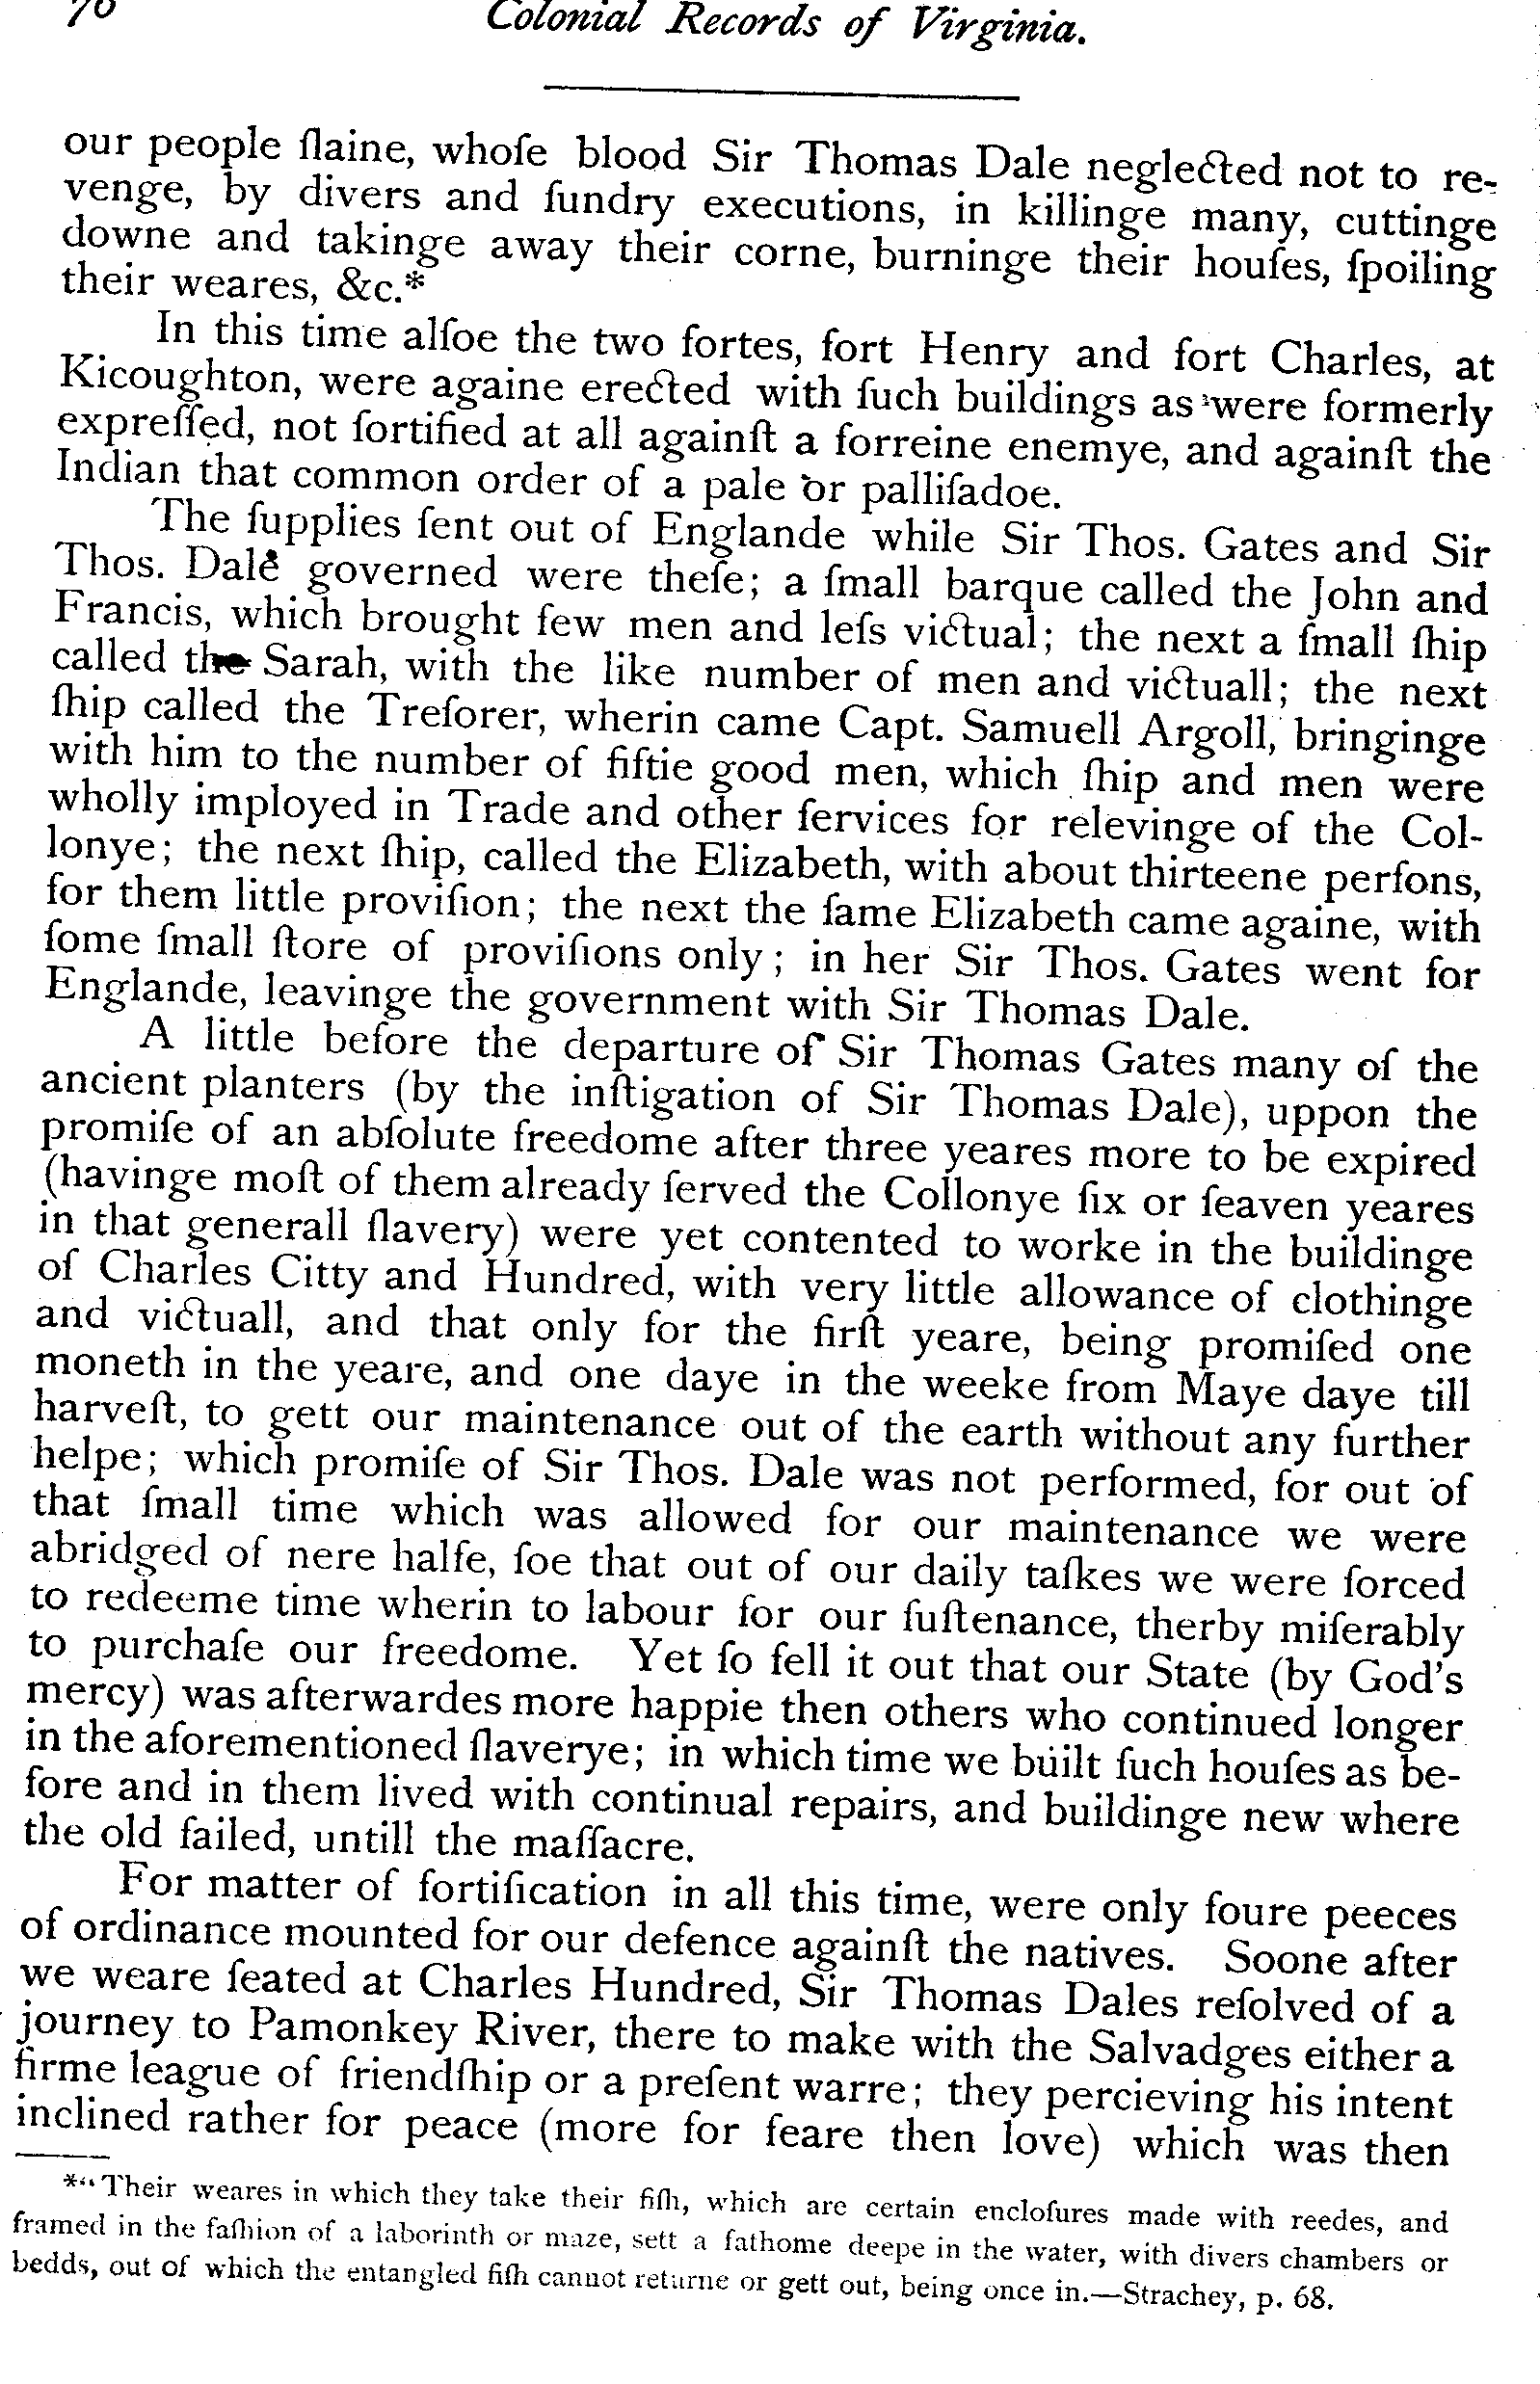 76
Colonial Records of Virginia.
our people ſlaine, whoſe blood Sir Thomas Dale neglected not to re-
venge, by divers and ſundry executions, in killinge many, cuttinge
downe and takinge away their corne, burninge their houſes, ſpoiling
their weares, &c.*
In this time alſoe the two fortes, fort Henry and fort Charles, at
Kicoughton, were againe erected with ſuch buildings as were formerly
expreſſed, not fortified at all againſt a forreine enemye, and againſt the
Indian that common order of a pale or palliſadoe.
The ſupplies ſent out of Englande while Sir Thos. Gates and Sir
Thos. Dale governed were theſe; a ſmall barque called the John and
Francis, which brought few men and leſs victual; the next a ſmall ſhip
called the Sarah, with the like number of men and victuall; the next
ſhip called the Treſorer, wherin came Capt. Samuell Argoll, bringinge
with him to the number of fiftie good men, which ſhip and men were
wholly imployed in Trade and other ſervices for relevinge of the Col-
lonye; the next ſhip, called the Elizabeth, with about thirteene perſons,
for them little proviſion; the next the ſame Elizabeth came againe, with
ſome ſmall ſtore of proviſions only; in her Sir Thos. Gates went for
Englande, leavinge the government with Sir Thomas Dale.
A little before the departure of Sir Thomas Gates many of the
ancient planters (by the inſtigation of Sir Thomas Dale), uppon the
promiſe of an abſolute freedome after three yeares more to be expired
(havinge moſt of them already ſerved the Collonye ſix or ſeaven yeares
in that generall ſlavery) were yet contented to worke in the buildinge
of Charles Citty and Hundred, with very little allowance of clothinge
and victuall, and that only for the firſt yeare, being promiſed one
moneth in the yeare, and one daye in the weeke from Maye daye till
harveſt, to gett our maintenance out of the earth without any further
helpe; which promiſe of Sir Thos. Dale was not performed, for out of
that ſmall time which was allowed for our maintenance we were
abridged of nere halfe, ſoe that out of our daily taſkes we were forced
to redeeme time wherin to labour for our ſuſtenance, therby miſerably
to purchaſe our freedome. Yet ſo fell it out that our State (by God's
mercy) was afterwardes more happie then others who continued longer
in the aforementioned ſlaverye; in which time we built ſuch houſes as be-
fore and in them lived with continual repairs, and buildinge new where
the old failed, untill the maſſacre.
For matter of fortification in all this time, were only foure peeces
of ordinance mounted for our defence againſt the natives. Soone after
we weare ſeated at Charles Hundred, Sir Thomas Dales reſolved of a
journey to Pamonkey River, there to make with the Salvadges either a
firme league of friendſhip or a preſent warre; they percieving his intent
inclined rather for peace (more for feare then love) which was then
*"Their weares in which they take their fiſh, which are certain encloſures made with reedes, and
framed in the faſhion of a laborinth or maze, sett a fathome deepe in the water, with divers chambers or
bedds, out of which the entangled fiſh cannot returne or gett out, being once in.—Strachey, p. 68.